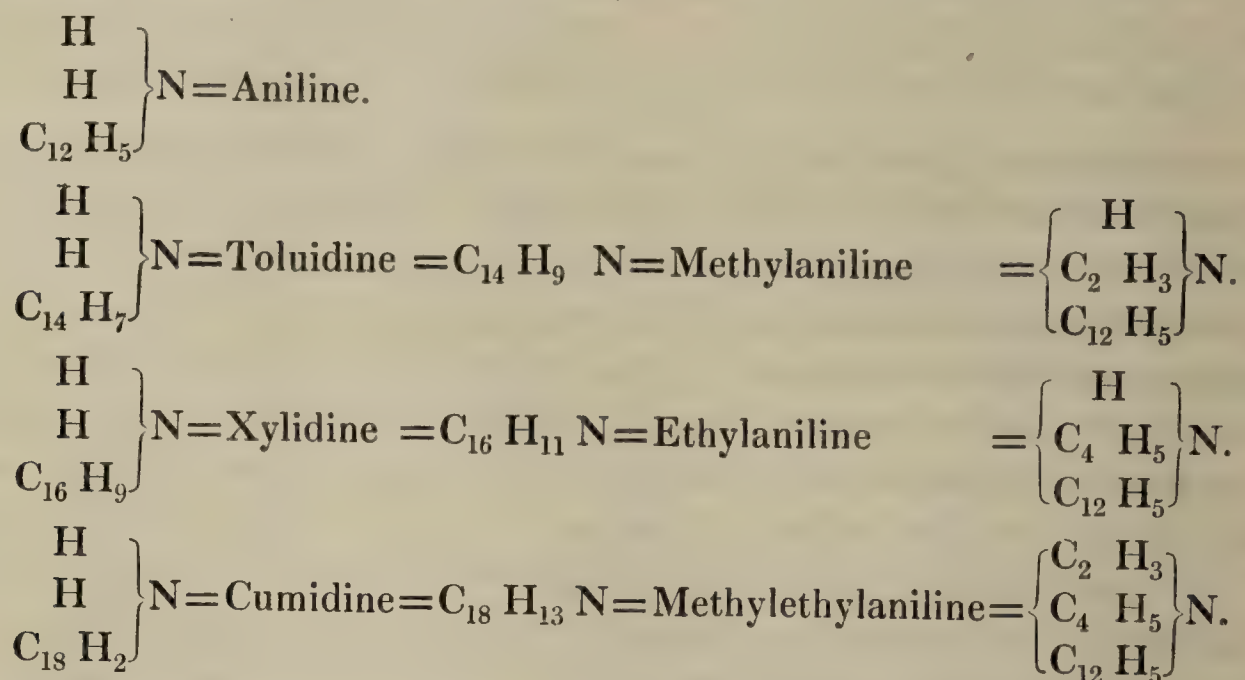 H
H
C₁₂ H₅
N=Aniline.
H
H
C₁₄ H₇
N=Toluidine =C₁₄ H₉ N=Methylaniline =
H
C₂ H₃
C₁₂ H₅
N.
H
H
C₁₆ H₉
N=Xylidine =C₁₆ H₁₁ N=Ethylaniline =
H
C₄ H₅
C₁₂ H₅
N.
H
H
C₁₈ H₂
N=Cumidine=C₁₈ H₁₃ N=Methylethylaniline=
C₂ H₃
C₄ H₅
C₁₂ H₅
N.